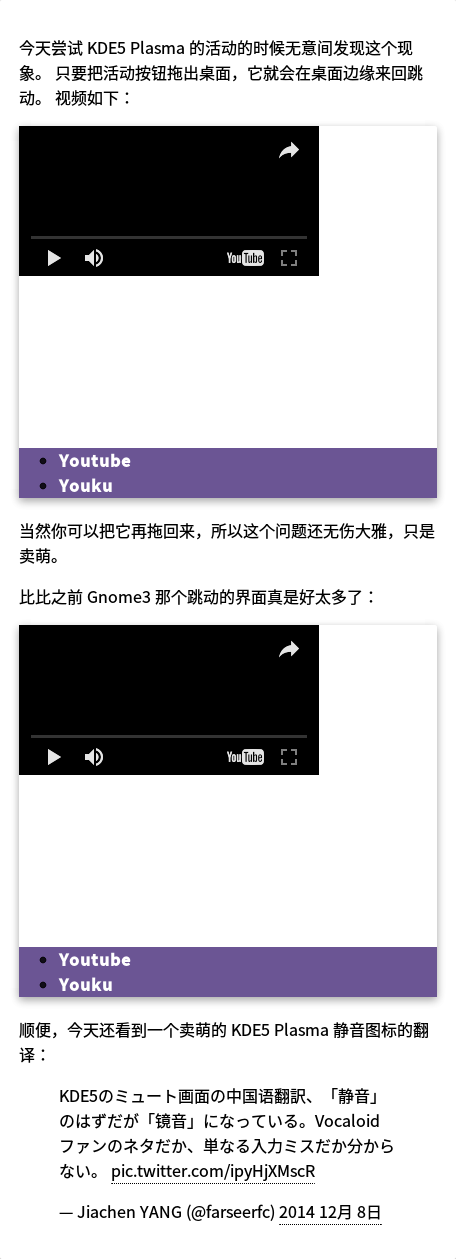 今天尝试 KDE5 Plasma 的活动的时候无意间发现这个现
象。 只要把活动按钮拖出桌面，它就会在桌面边缘来回跳
动。 视频如下：
YouTube
Youtube
Youku
当然你可以把它再拖回来，所以这个问题还无伤大雅，只是
卖萌。
比比之前 Gnome3 那个跳动的界面真是好太多了：
YouTube
Youtube
Youku
顺便，今天还看到一个卖萌的 KDE5 Plasma 静音图标的翻
译：
KDE5のミュート画面の中国语翻訳、「静音」
のはずだが「镜音」になっている。Vocaloid
ファンのネタだか、単なる入力ミスだか分から
ない。 pic.twitter.com/ipyHjXMscR
— Jiachen YANG (@farseerfc) 2014 12月 8日